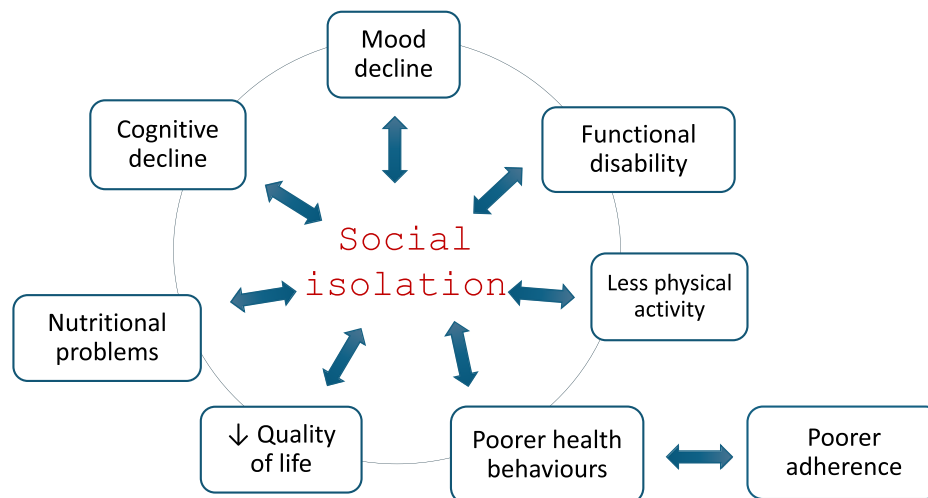 Mood
decline
Cognitive
decline
Functional
disability
Social
isolation
Less physical
activity
Nutritional
problems
↓ Quality
of life
Poorer health
behaviours
Poorer
adherence